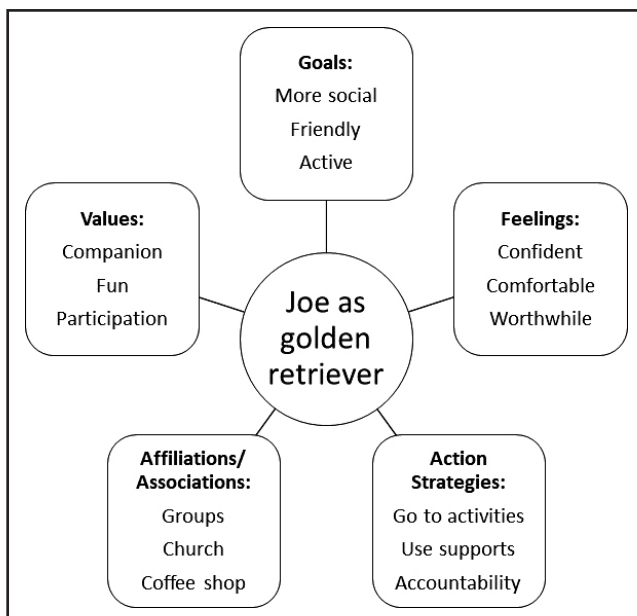 Goals:
More social
Friendly
Active
Values:
Companion
Fun
Participation
Feelings:
Confident
Comfortable
Worthwhile
Joe as
golden
retriever
Affiliations/
Associations:
Groups
Church
Coffee shop
Action
Strategies:
Go to activities
Use supports
Accountability